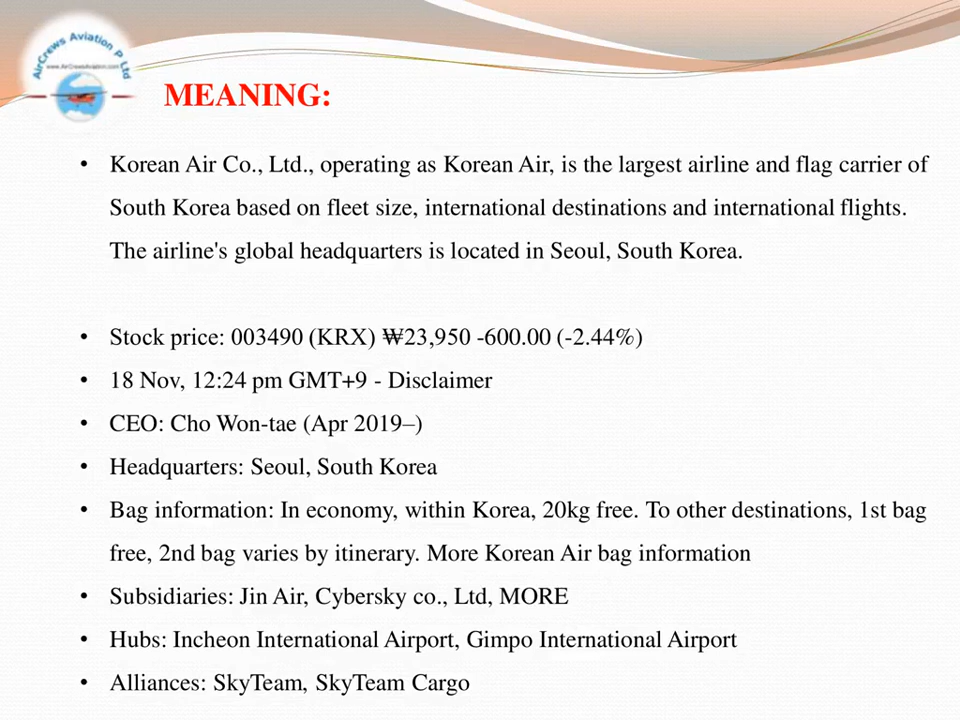 AirCrews Aviation P Ltd
www.AirCrewsAviation.com
MEANING:
• Korean Air Co., Ltd., operating as Korean Air, is the largest airline and flag carrier of
South Korea based on fleet size, international destinations and international flights.
The airline's global headquarters is located in Seoul, South Korea.
• Stock price: 003490 (KRX) ₩23,950 -600.00 (-2.44%)
• 18 Nov, 12:24 pm GMT+9 - Disclaimer
• CEO: Cho Won-tae (Apr 2019–)
• Headquarters: Seoul, South Korea
• Bag information: In economy, within Korea, 20kg free. To other destinations, 1st bag
free, 2nd bag varies by itinerary. More Korean Air bag information
• Subsidiaries: Jin Air, Cybersky co., Ltd, MORE
• Hubs: Incheon International Airport, Gimpo International Airport
• Alliances: SkyTeam, SkyTeam Cargo